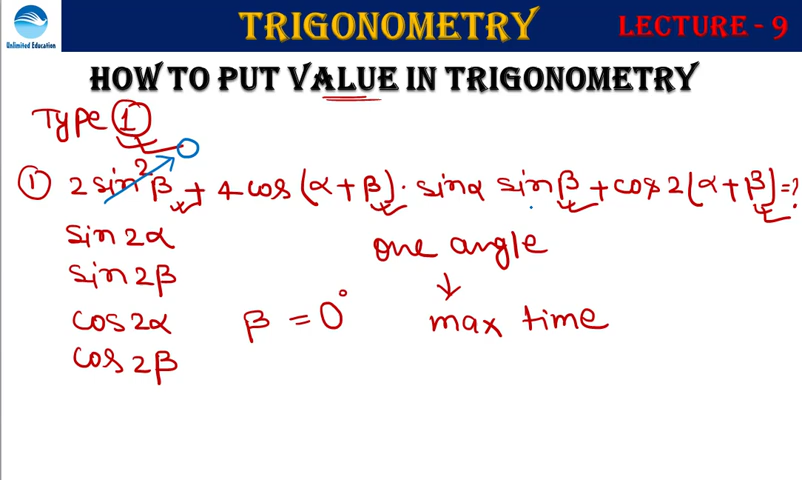 Unlimited Education
TRIGONOMETRY
LECTURE - 9
HOW TO PUT VALUE IN TRIGONOMETRY
Type 1
0
① 2 sin²β + 4 cos (α + β) . sinα sinβ + cos 2(α + β) = ?
sin 2α
sin 2β
cos 2α
cos 2β
one angle
↓
max time
β = 0°